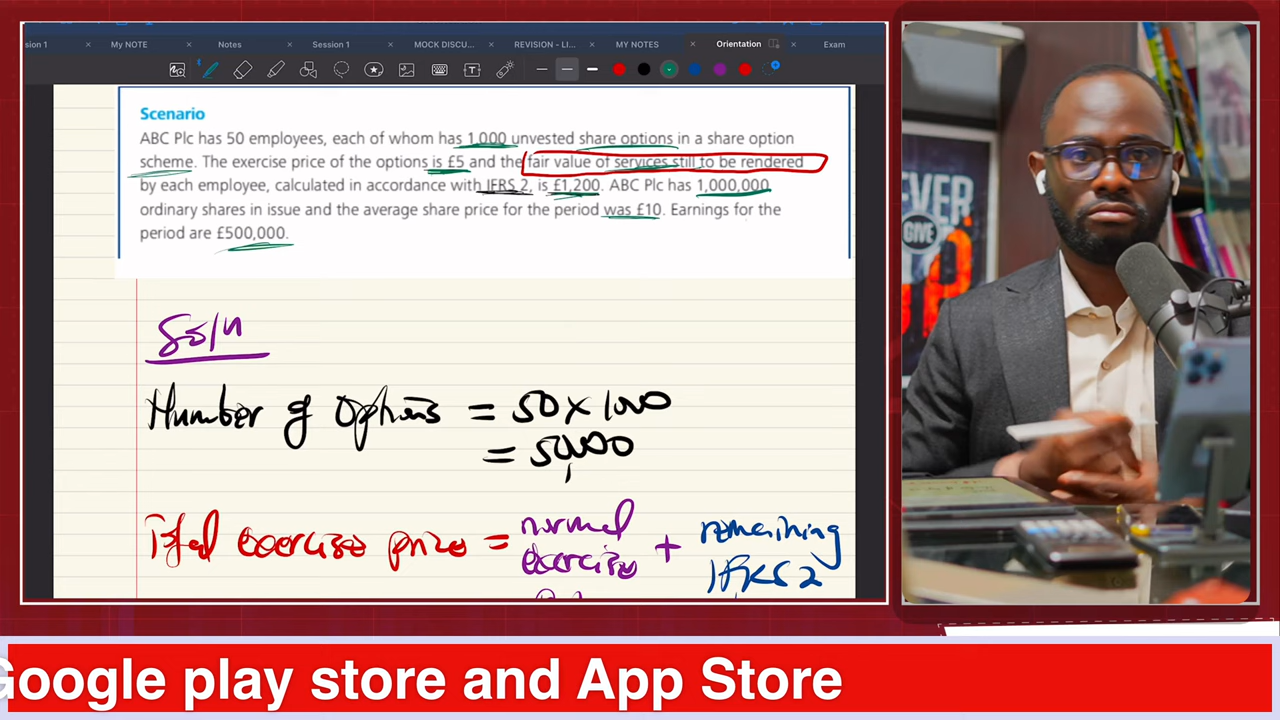 sion 1
My NOTE
Notes
Session 1
MOCK DISCU...
REVISION - LI...
MY NOTES
Orientation
Exam
Scenario
ABC Plc has 50 employees, each of whom has 1,000 unvested share options in a share option
scheme. The exercise price of the options is £5 and the fair value of services still to be rendered
by each employee, calculated in accordance with IFRS 2, is £1,200. ABC Plc has 1,000,000
ordinary shares in issue and the average share price for the period was £10. Earnings for the
period are £500,000.
Soln
Number of Options = 50 x 1000
= 50,000
Total exercise price = normal exercise + remaining IFRS 2
EVER
GIVE
Google play store and App Store